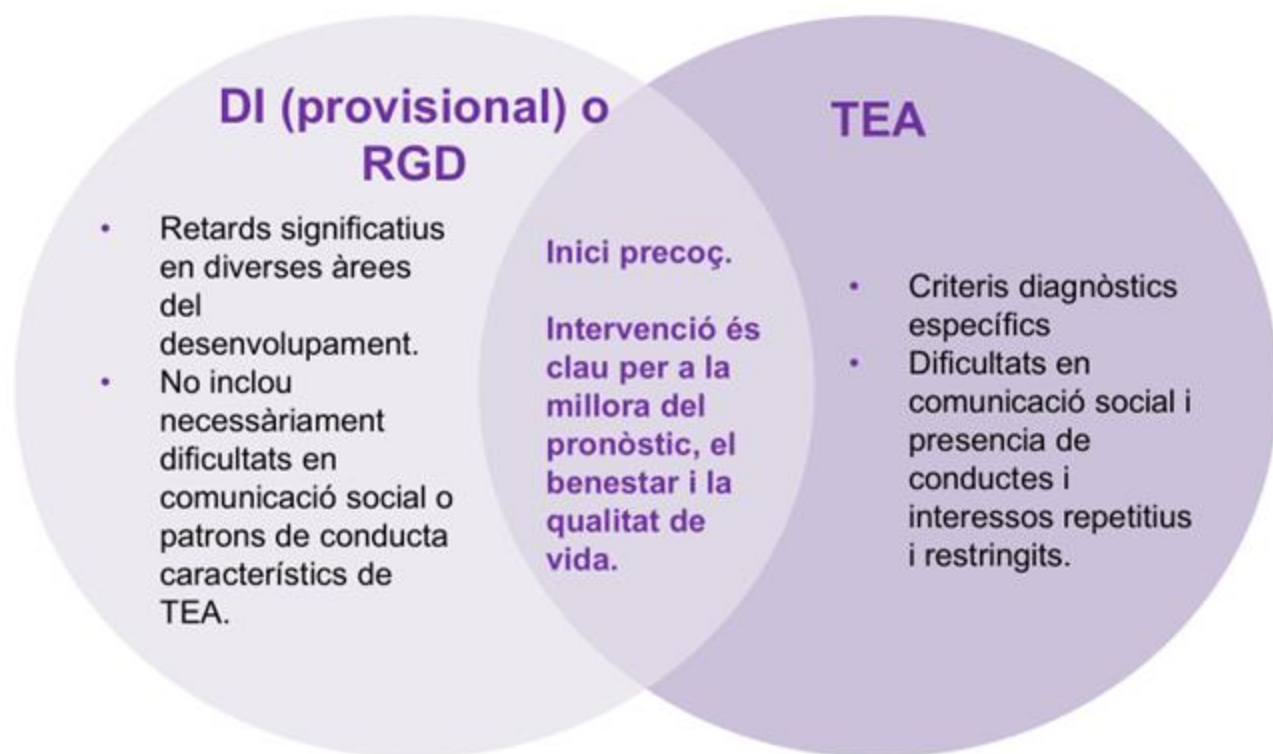 DI (provisional) o
RGD
• Retards significatius
en diverses àrees
del
desenvolupament.
• No inclou
necessàriament
dificultats en
comunicació social o
patrons de conducta
característics de
TEA.
Inici precoç.
Intervenció és
clau per a la
millora del
pronòstic, el
benestar i la
qualitat de
vida.
TEA
• Criteris diagnòstics
específics
• Dificultats en
comunicació social i
presencia de
conductes i
interessos repetitius
i restringits.